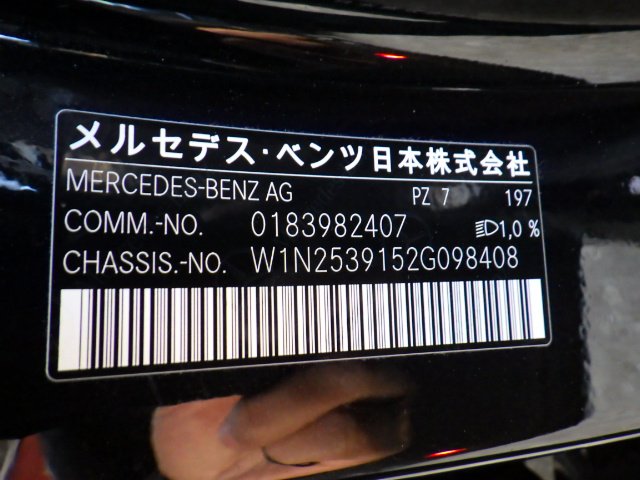 メルセデス・ベンツ日本株式会社
MERCEDES-BENZ AG PZ 7 197
COMM.-NO. 0183982407 1,0 %
CHASSIS.-NO. W1N2539152G098408